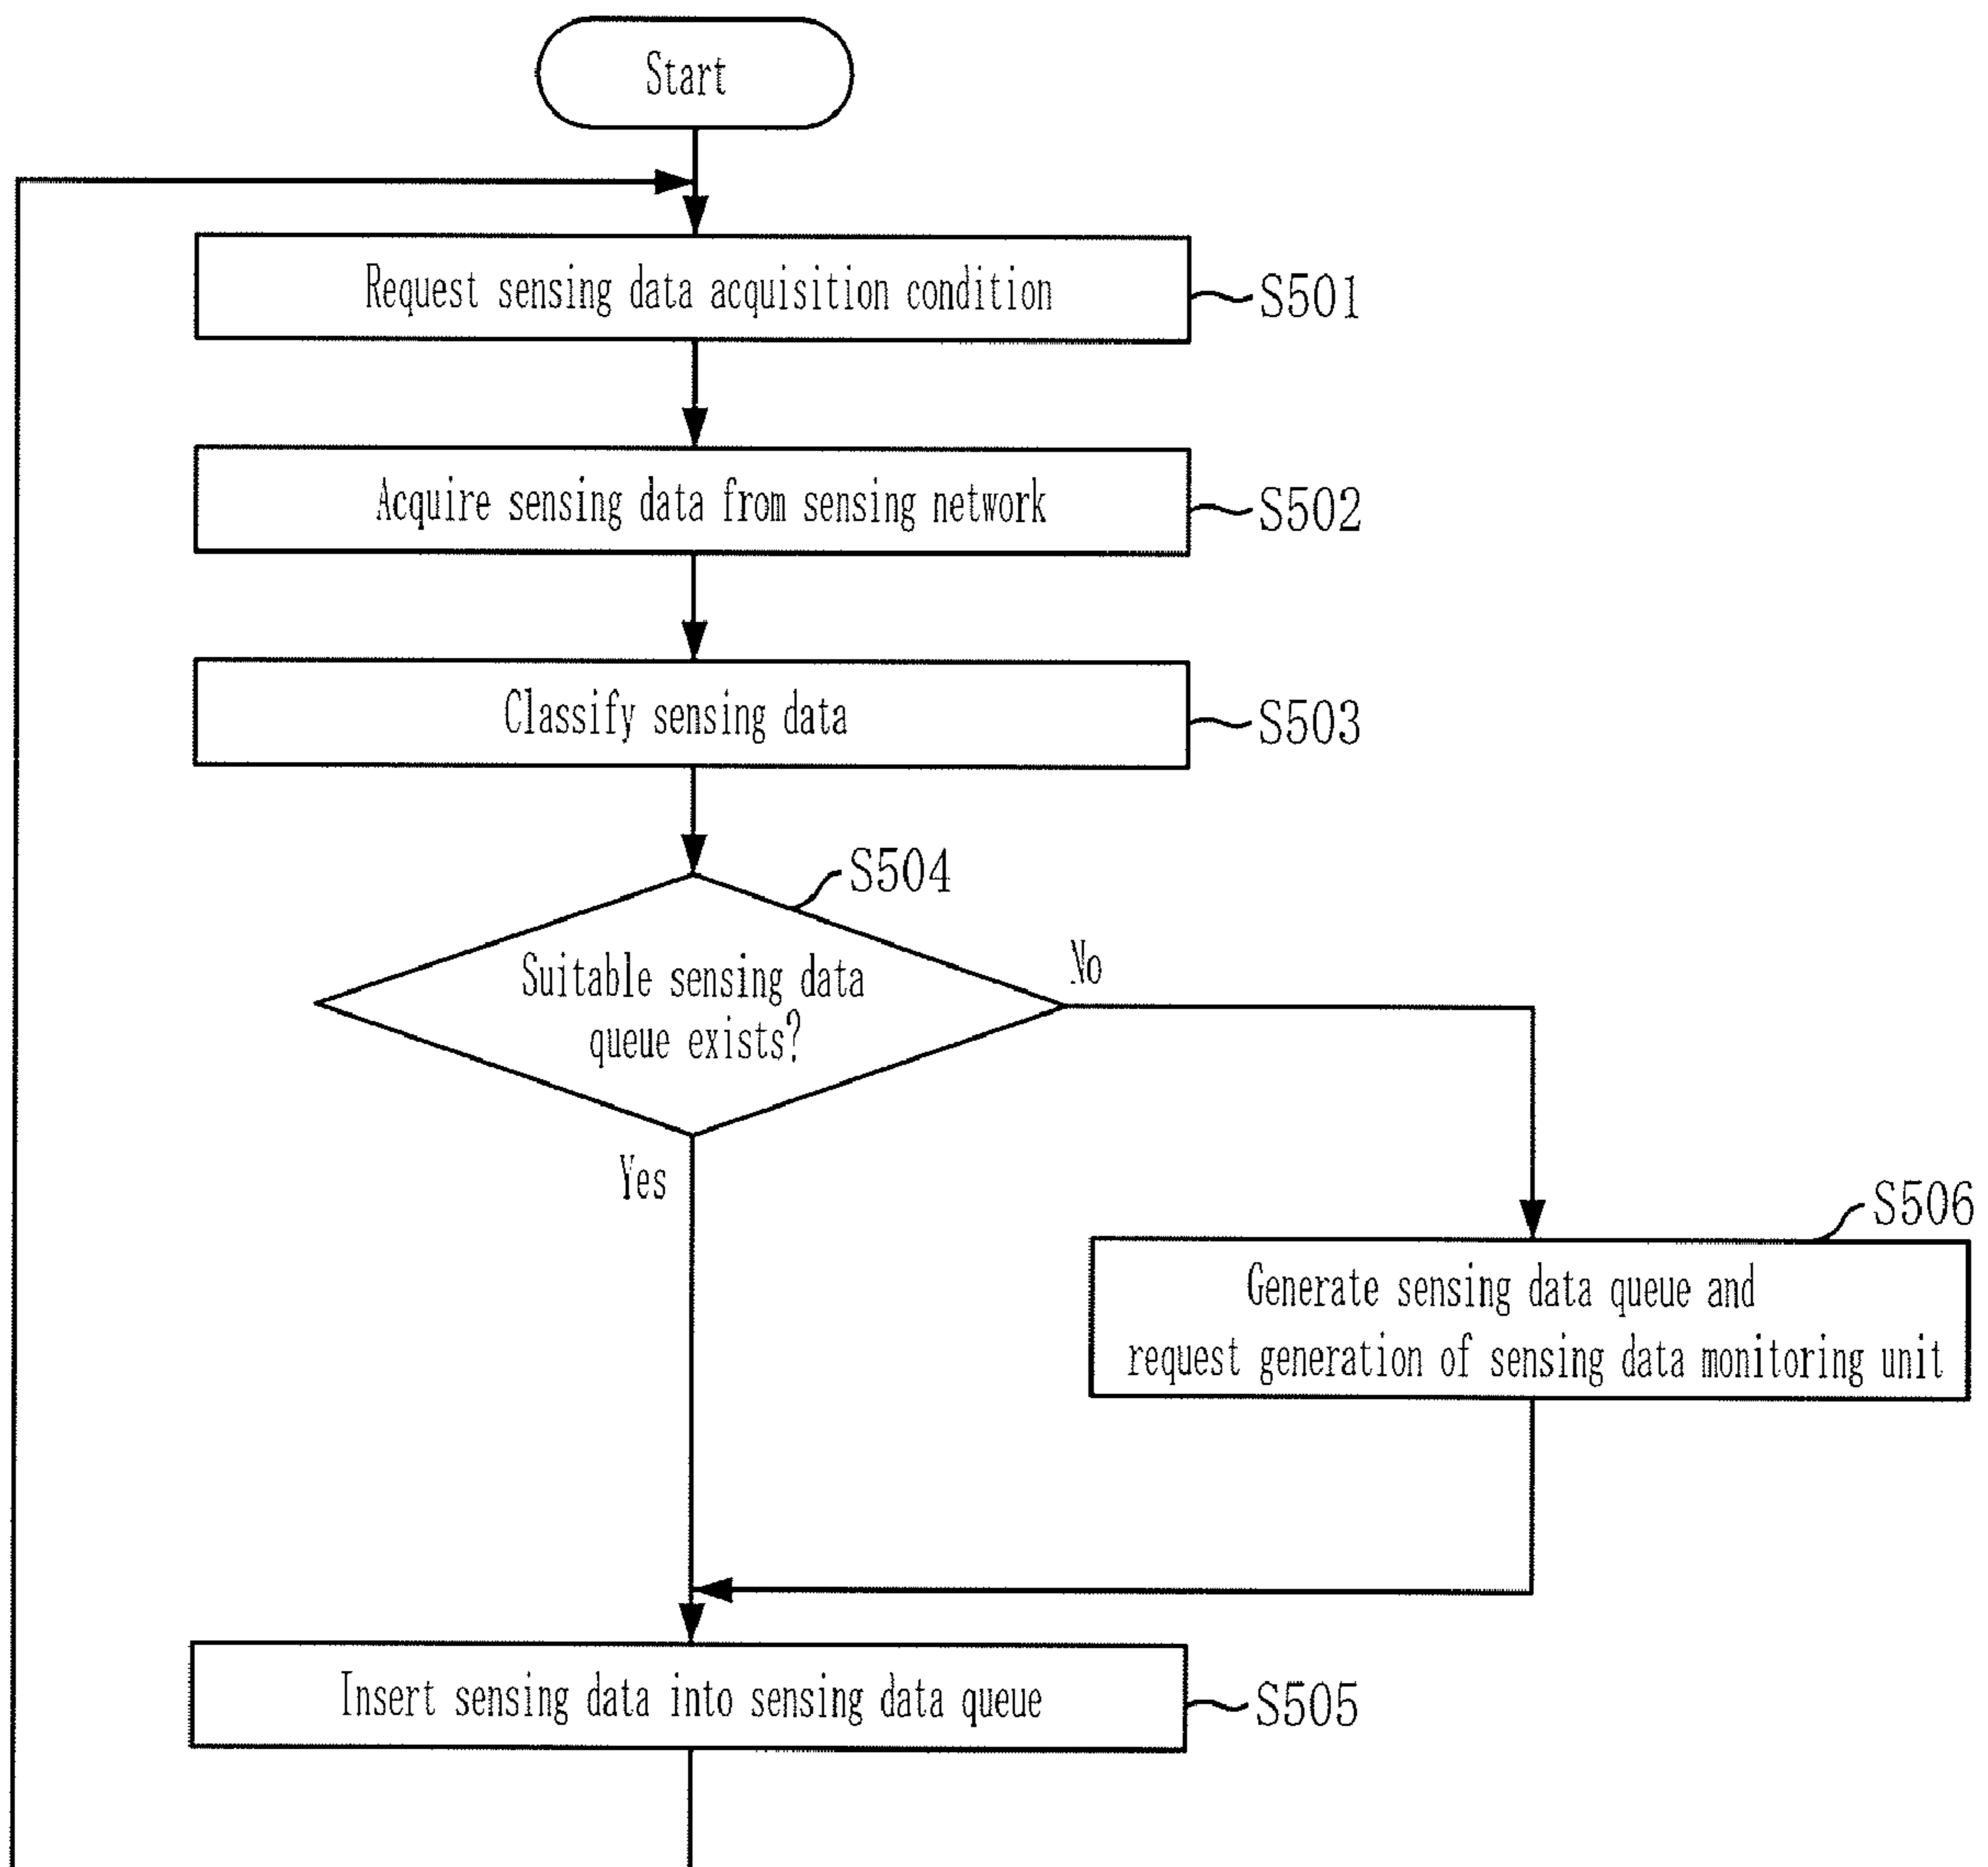 Start
Request sensing data acquisition condition
S501
Acquire sensing data from sensing network
S502
Classify sensing data
S503
S504
Suitable sensing data
queue exists?
No
Yes
S506
Generate sensing data queue and
request generation of sensing data monitoring unit
Insert sensing data into sensing data queue
S505